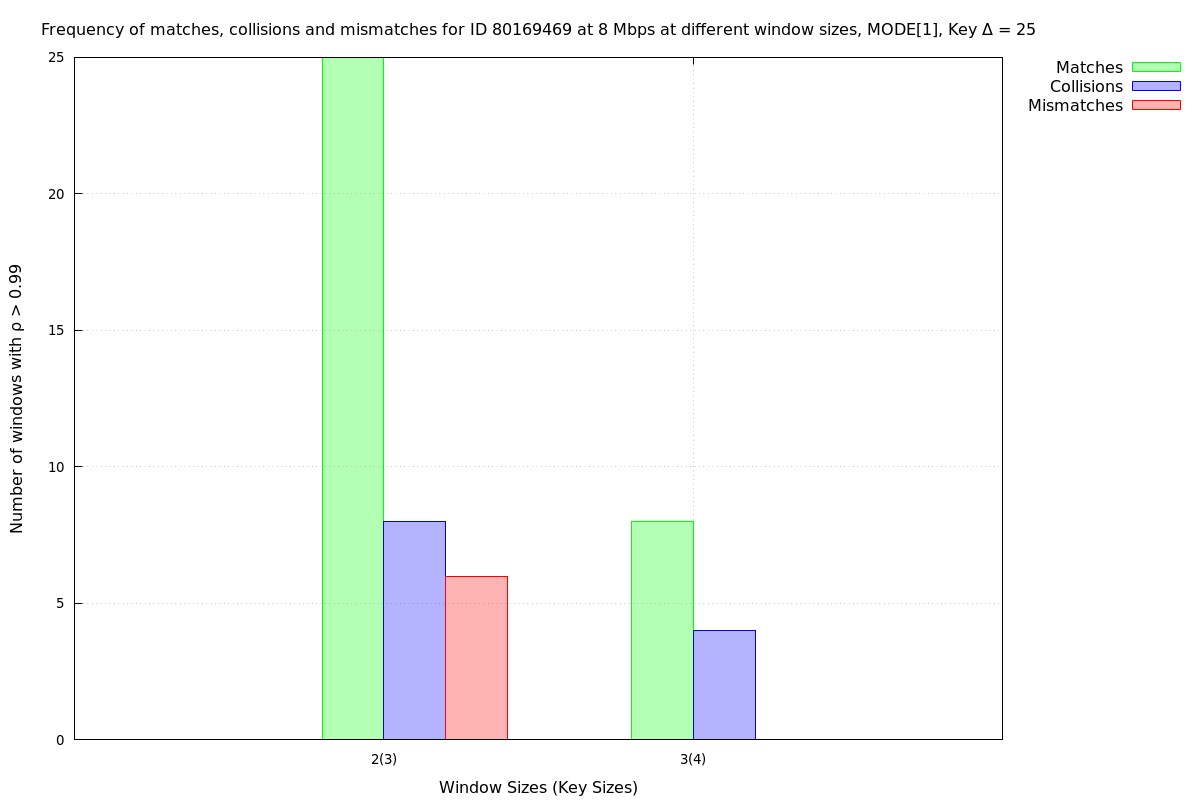 Frequency of matches, collisions and mismatches for ID 80169469 at 8 Mbps at different window sizes, MODE[1], Key Δ = 25
Matches
Collisions
Mismatches
Number of windows with ρ > 0.99
25
20
15
10
5
0
2(3)
3(4)
Window Sizes (Key Sizes)